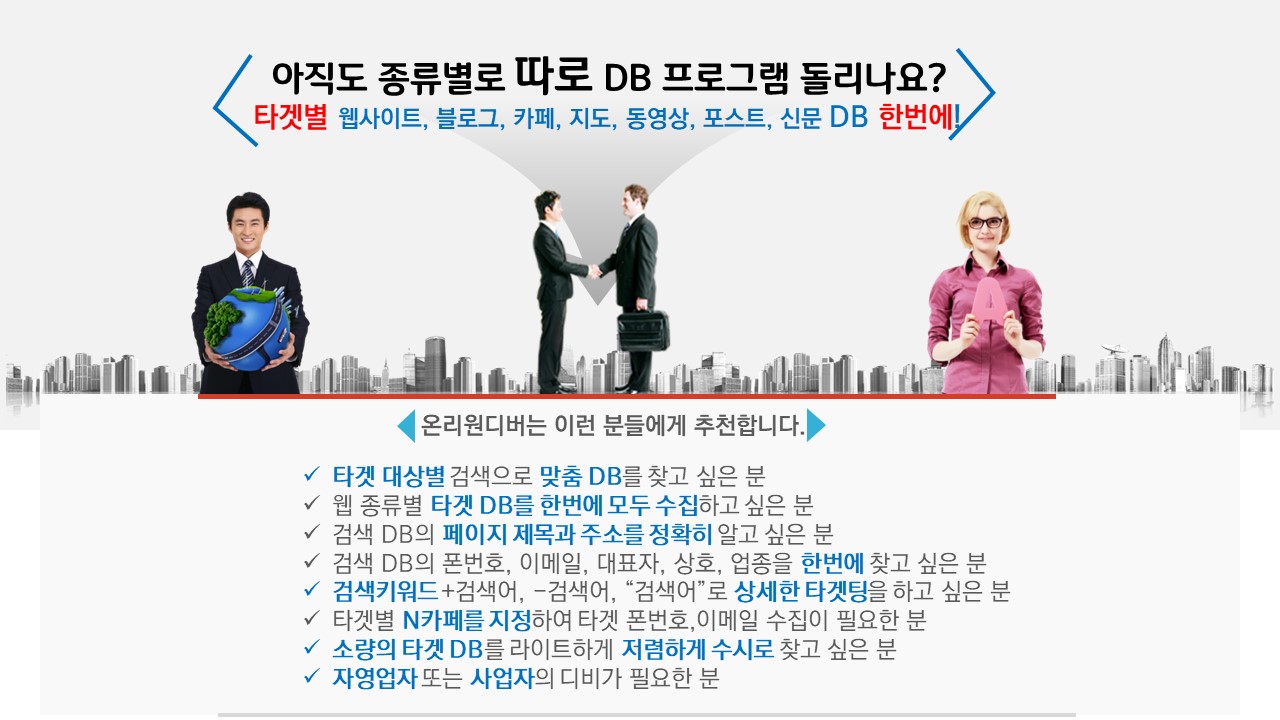 아직도 종류별로 따로 DB 프로그램 돌리나요?
타겟별 웹사이트, 블로그, 카페, 지도, 동영상, 포스트, 신문 DB 한번에!
A
온리원디버는 이런 분들에게 추천합니다.
✓ 타겟 대상별 검색으로 맞춤 DB를 찾고 싶은 분
✓ 웹 종류별 타겟 DB를 한번에 모두 수집하고 싶은 분
✓ 검색 DB의 페이지 제목과 주소를 정확히 알고 싶은 분
✓ 검색 DB의 폰번호, 이메일, 대표자, 상호, 업종을 한번에 찾고 싶은 분
✓ 검색키워드+검색어, -검색어, “검색어”로 상세한 타겟팅을 하고 싶은 분
✓ 타겟별 N카페를 지정하여 타겟 폰번호,이메일 수집이 필요한 분
✓ 소량의 타겟 DB를 라이트하게 저렴하게 수시로 찾고 싶은 분
✓ 자영업자 또는 사업자의 디비가 필요한 분